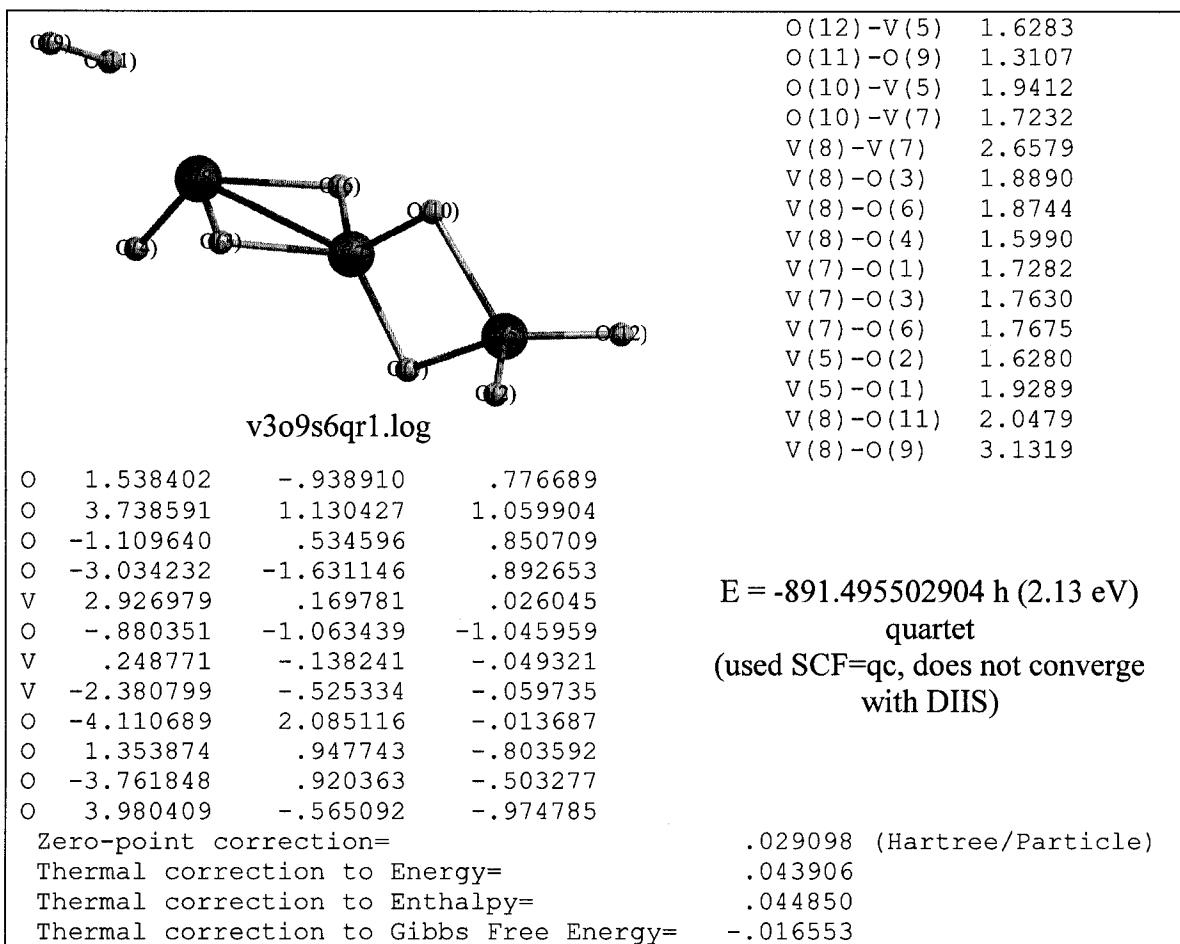 O(12)-V(5) 1.6283
O(11)-O(9) 1.3107
O(10)-V(5) 1.9412
O(10)-V(7) 1.7232
V(8)-V(7) 2.6579
V(8)-O(3) 1.8890
V(8)-O(6) 1.8744
V(8)-O(4) 1.5990
V(7)-O(1) 1.7282
V(7)-O(3) 1.7630
V(7)-O(6) 1.7675
V(5)-O(2) 1.6280
V(5)-O(1) 1.9289
V(8)-O(11) 2.0479
V(8)-O(9) 3.1319
v3o9s6qr1.log
O 1.538402 -.938910 .776689
O 3.738591 1.130427 1.059904
O -1.109640 .534596 .850709
O -3.034232 -1.631146 .892653
V 2.926979 .169781 .026045
O -.880351 -1.063439 -1.045959
V .248771 -.138241 -.049321
V -2.380799 -.525334 -.059735
O -4.110689 2.085116 -.013687
O 1.353874 .947743 -.803592
O -3.761848 .920363 -.503277
O 3.980409 -.565092 -.974785
E = -891.495502904 h (2.13 eV)
quartet
(used SCF=qc, does not converge
with DIIS)
Zero-point correction= .029098 (Hartree/Particle)
Thermal correction to Energy= .043906
Thermal correction to Enthalpy= .044850
Thermal correction to Gibbs Free Energy= -.016553